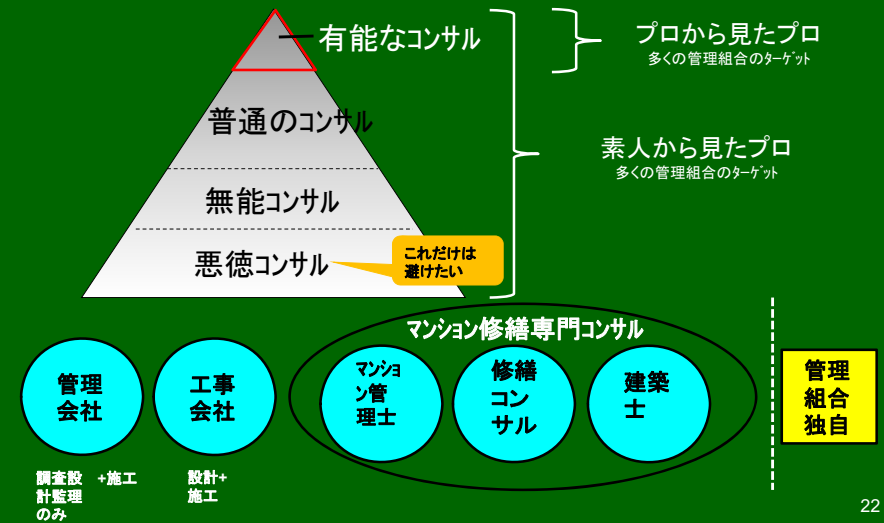 有能なコンサル
プロから見たプロ
多くの管理組合のターゲット
普通のコンサル
素人から見たプロ
多くの管理組合のターゲット
無能コンサル
悪徳コンサル
これだけは
避けたい
マンション修繕専門コンサル
管理
会社
工事
会社
マンショ
ン管
理士
修繕
コン
サル
建築
士
管理
組合
独自
調査設 +施工
計監理
のみ
設計+
施工
22